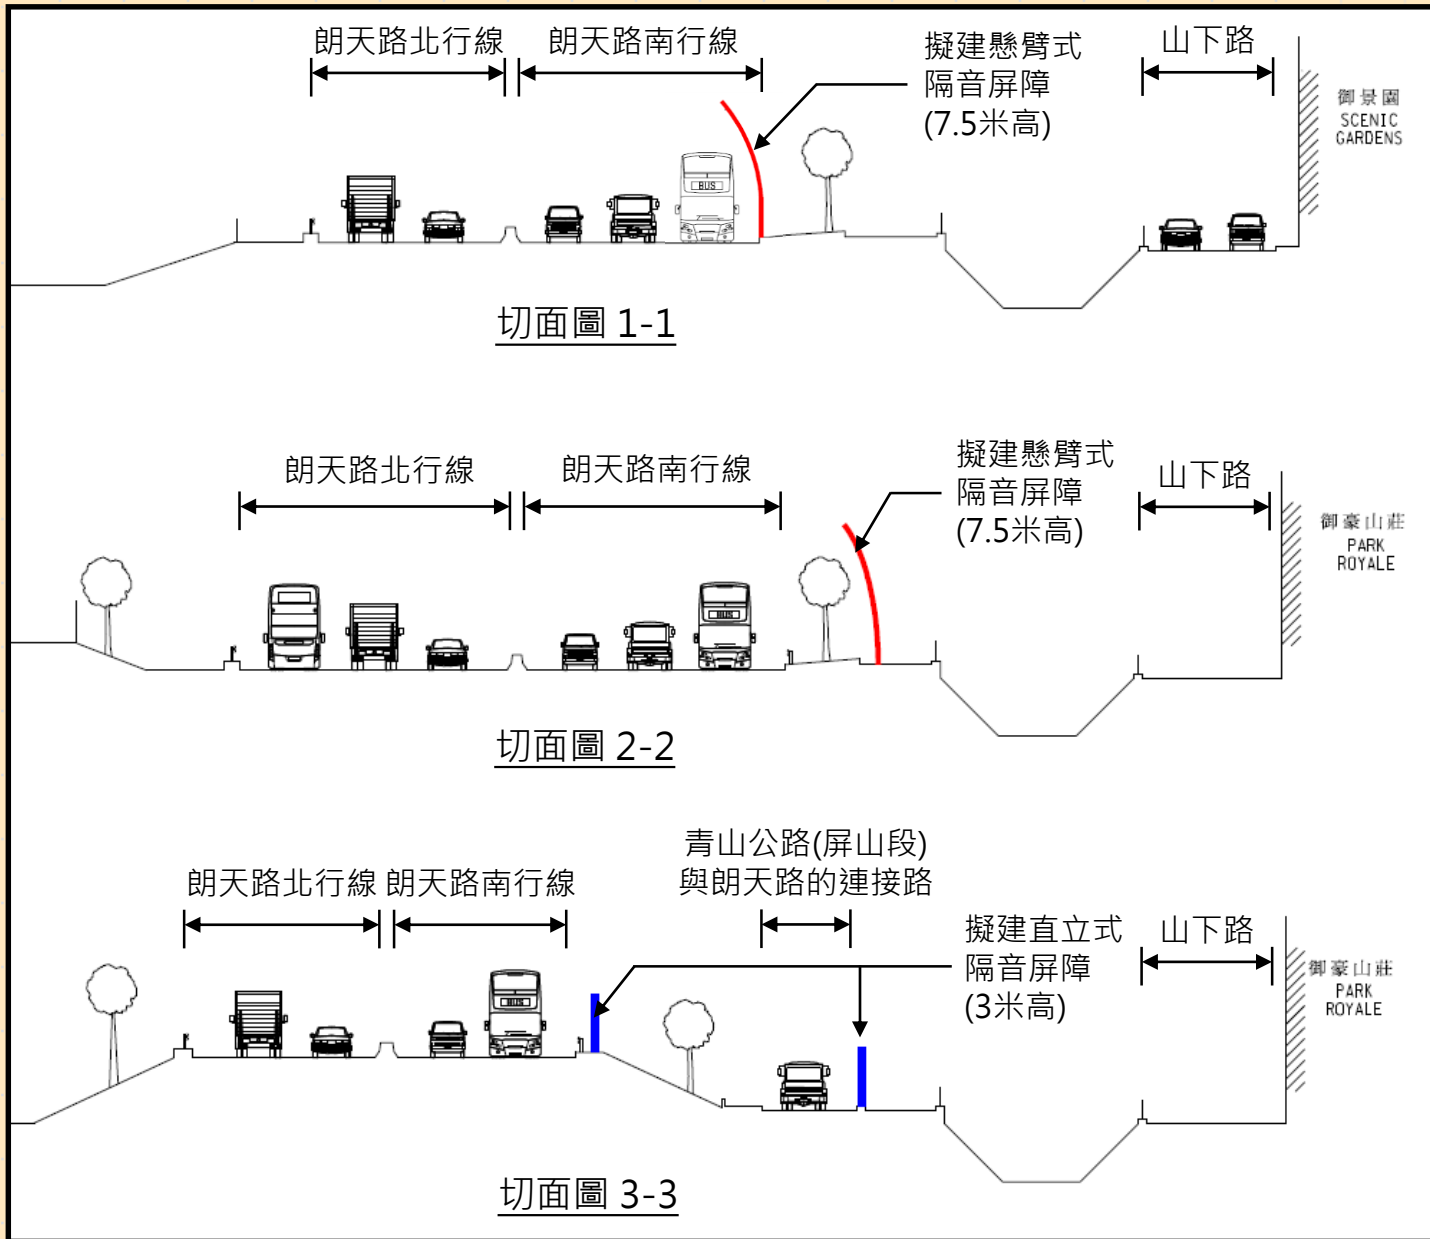 朗天路北行線
朗天路南行線
擬建懸臂式
隔音屏障
(7.5米高)
山下路
御景園
SCENIC
GARDENS
BUS
切面圖 1-1
朗天路北行線
朗天路南行線
擬建懸臂式
隔音屏障
(7.5米高)
山下路
御豪山莊
PARK
ROYALE
BUS
切面圖 2-2
朗天路北行線
朗天路南行線
青山公路(屏山段)
與朗天路的連接路
擬建直立式
隔音屏障
(3米高)
山下路
御豪山莊
PARK
ROYALE
BUS
切面圖 3-3